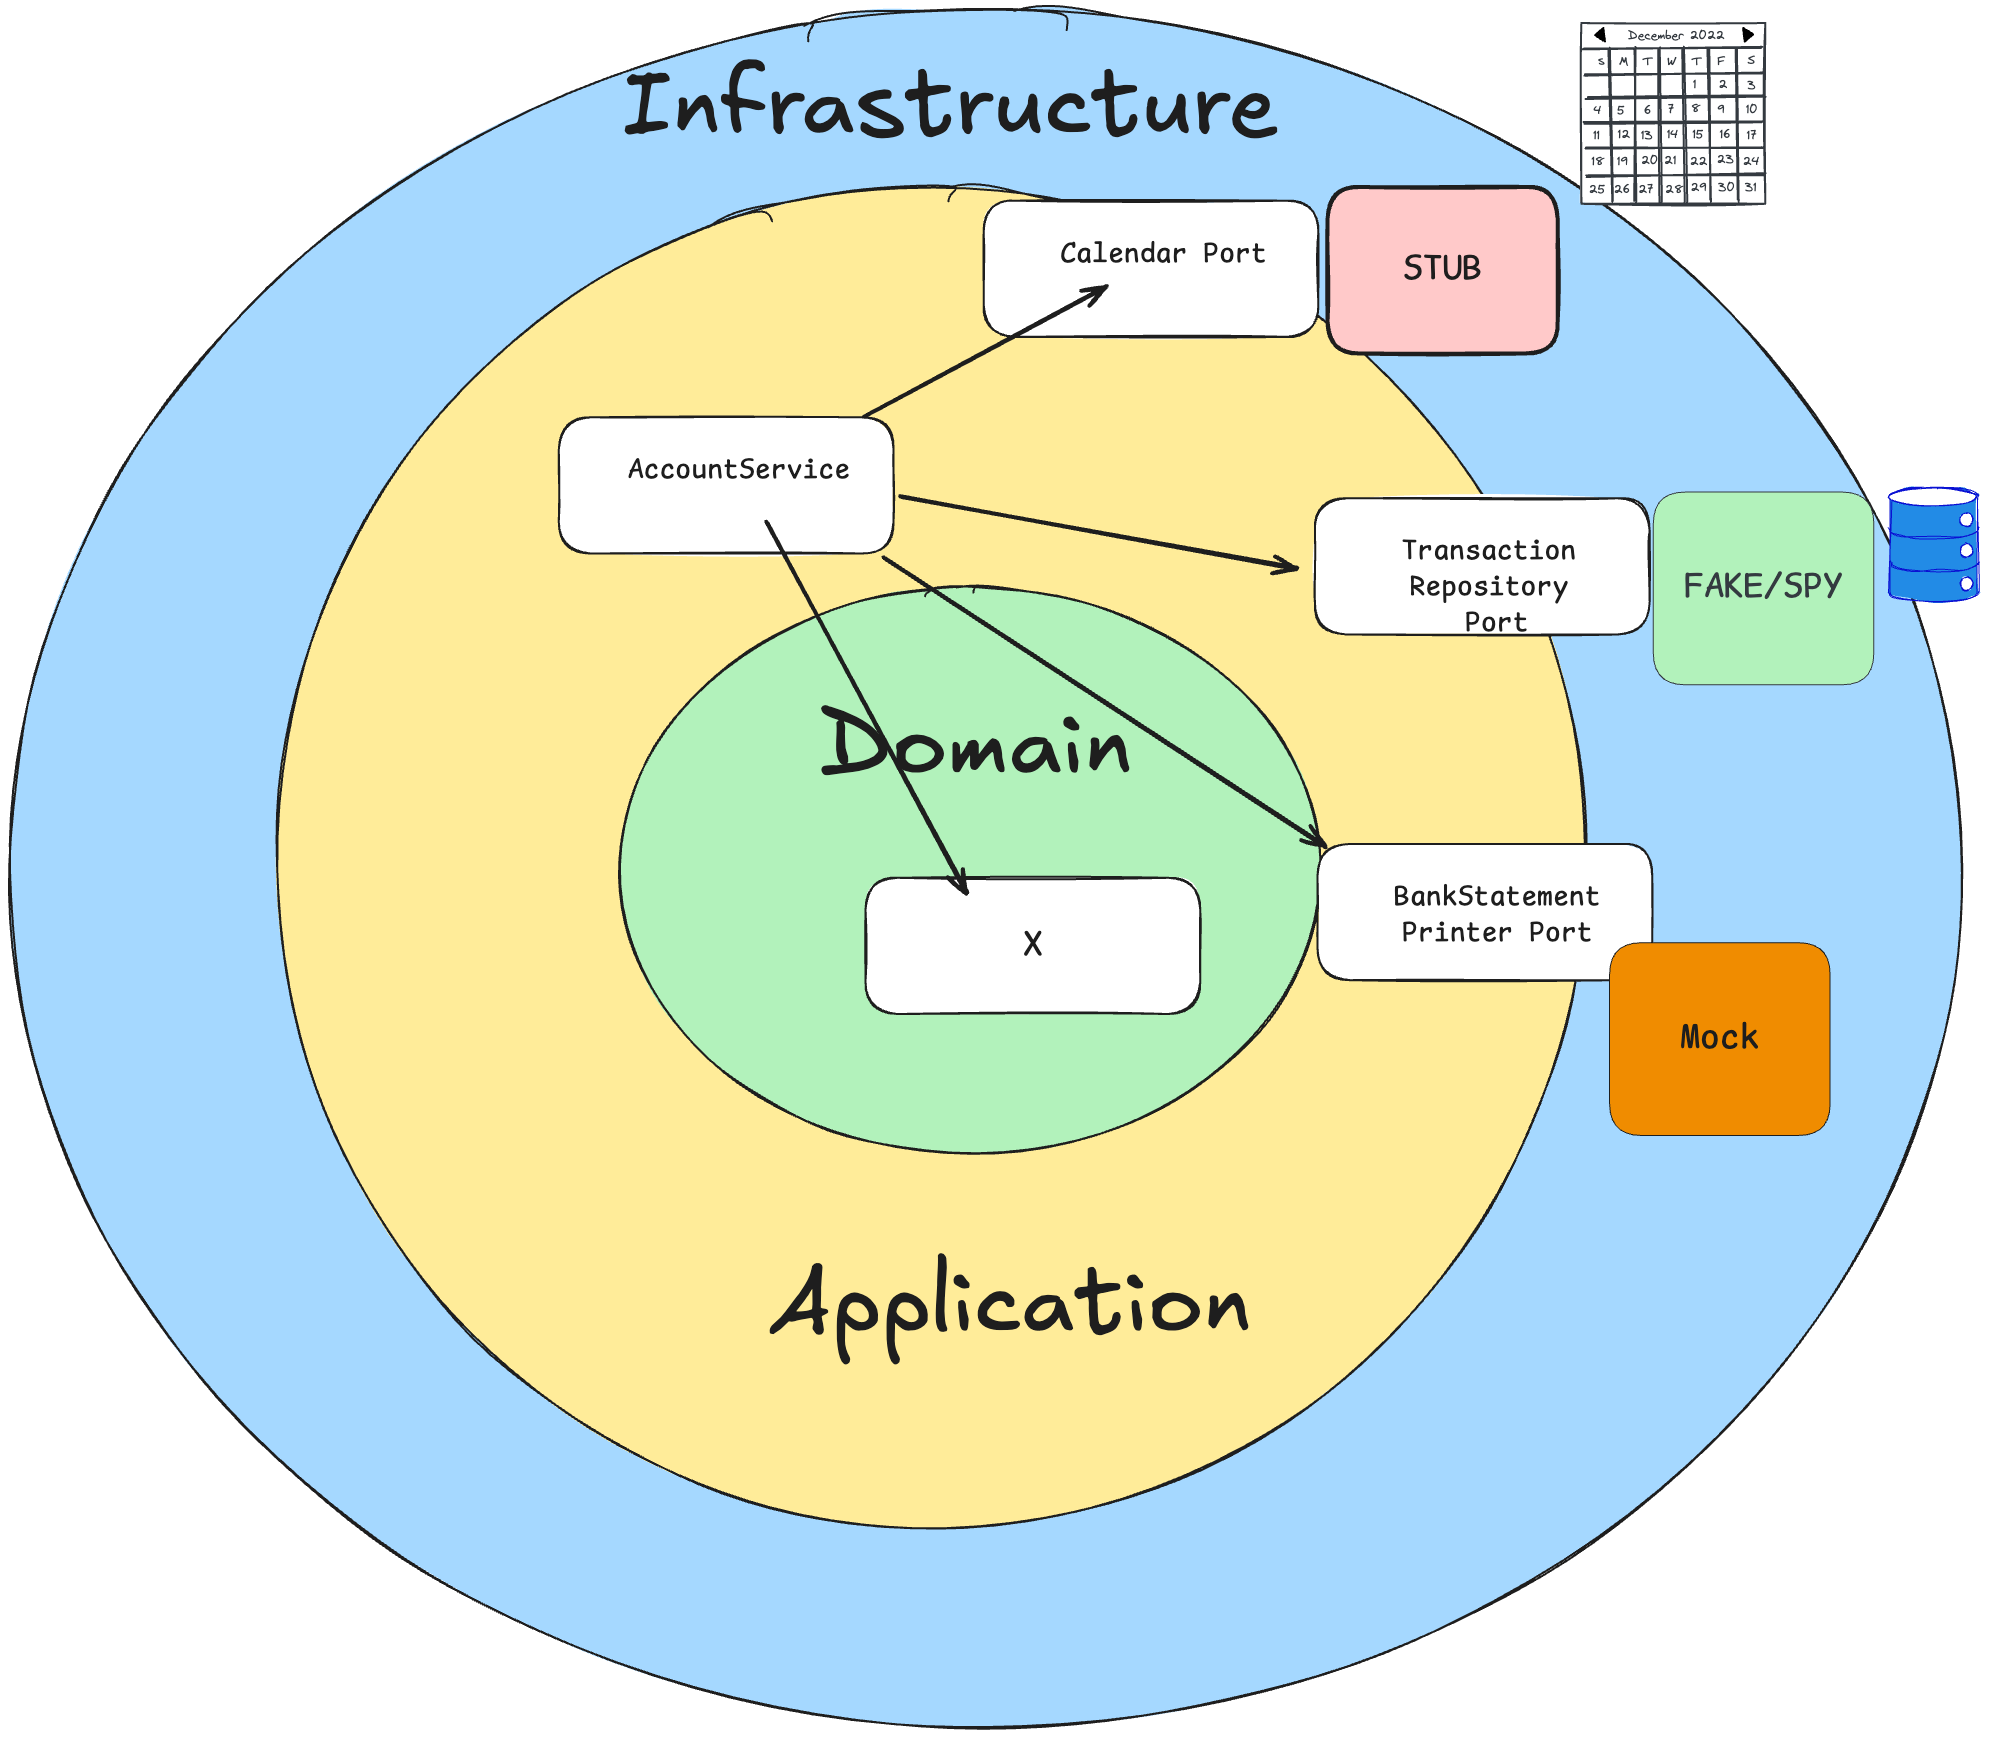 Infrastructure
December 2022
S M T W T F S
1 2 3
4 5 6 7 8 9 10
11 12 13 14 15 16 17
18 19 20 21 22 23 24
25 26 27 28 29 30 31
Calendar Port
STUB
AccountService
Transaction
Repository
Port
FAKE/SPY
Domain
BankStatement
Printer Port
X
Mock
Application